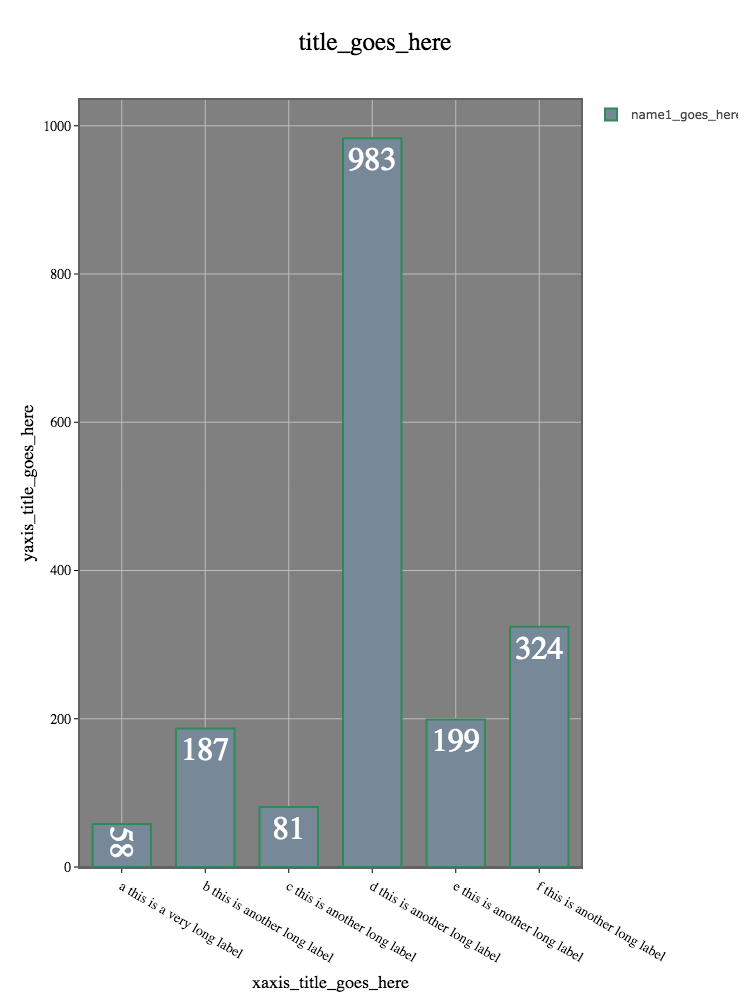 title_goes_here
name1_goes_here
1000
800
600
400
200
0
yaxis_title_goes_here
58
187
81
983
199
324
a this is a very long label
b this is another long label
c this is another long label
d this is another long label
e this is another long label
f this is another long label
xaxis_title_goes_here